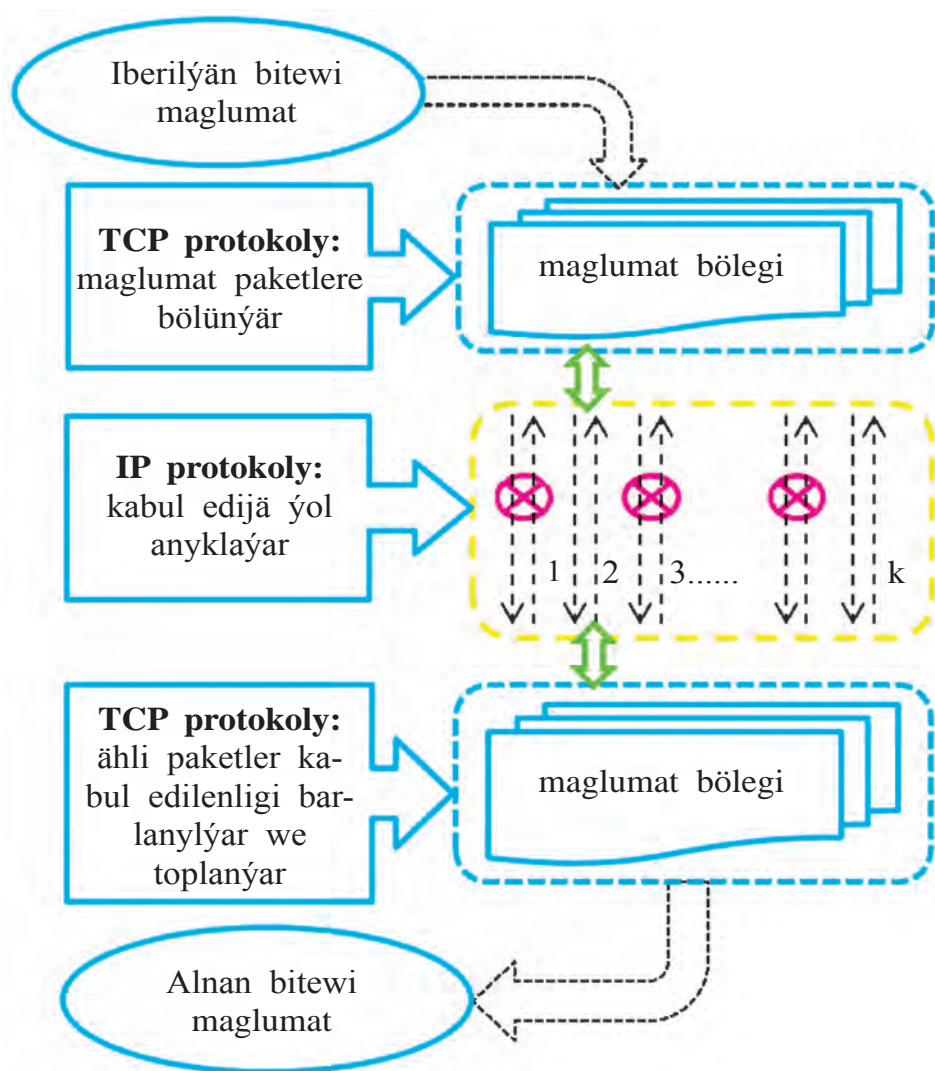 Iberilýän bitewi
maglumat
TCP protokoly:
maglumat paketlere
bölünýär
maglumat bölegi
IP protokoly:
kabul edijä ýol
anyklaýar
1 2 3...... k
TCP protokoly:
ähli paketler ka-
bul edilenligi bar-
lanylýar we
toplanýar
maglumat bölegi
Alnan bitewi
maglumat